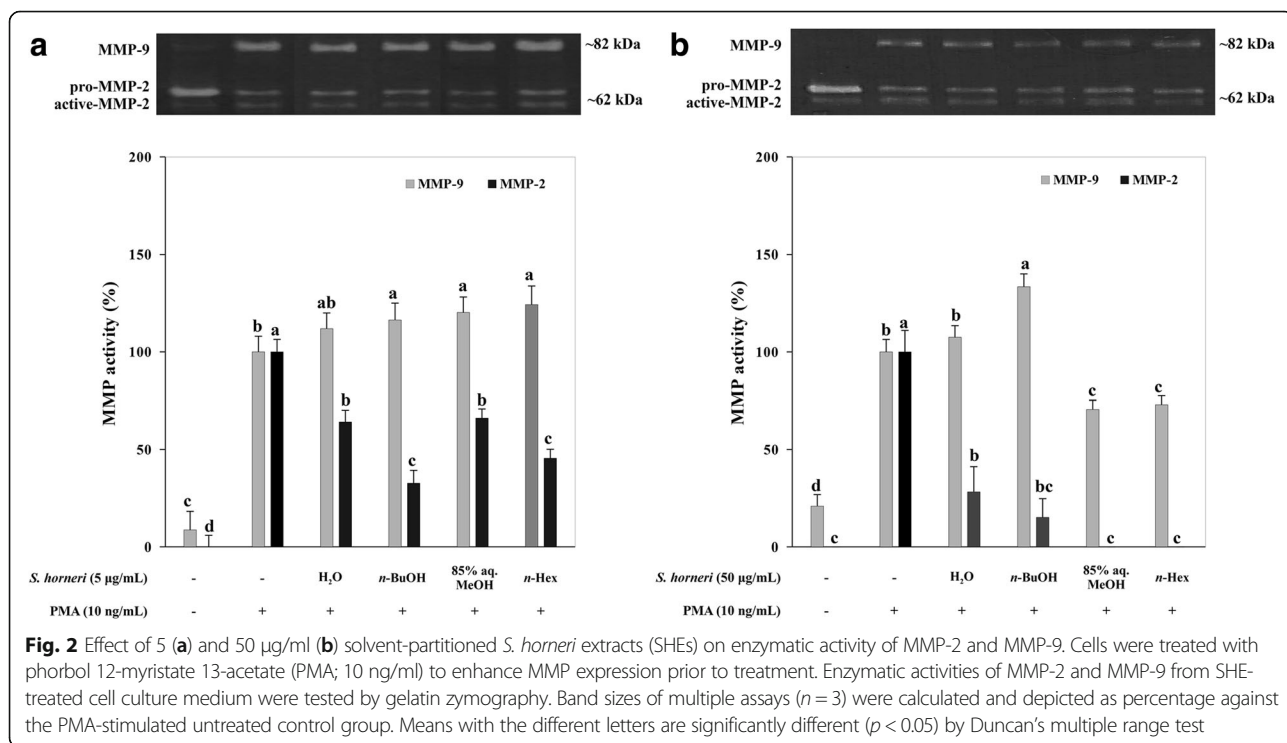 a
MMP-9
~82 kDa
pro-MMP-2
active-MMP-2
~62 kDa
200
150
100
50
0
MMP activity (%)
MMP-9 MMP-2
c d b a ab b a c a b a c
S. horneri (5 µg/mL) - - H₂O n-BuOH 85% aq. MeOH n-Hex
PMA (10 ng/mL) - + + + + +
b
MMP-9
~82 kDa
pro-MMP-2
active-MMP-2
~62 kDa
200
150
100
50
0
MMP activity (%)
MMP-9 MMP-2
d c b a b b a bc c c c c
S. horneri (50 µg/mL) - - H₂O n-BuOH 85% aq. MeOH n-Hex
PMA (10 ng/mL) - + + + + +
Fig. 2 Effect of 5 (a) and 50 µg/ml (b) solvent-partitioned S. horneri extracts (SHEs) on enzymatic activity of MMP-2 and MMP-9. Cells were treated with
phorbol 12-myristate 13-acetate (PMA; 10 ng/ml) to enhance MMP expression prior to treatment. Enzymatic activities of MMP-2 and MMP-9 from SHE-
treated cell culture medium were tested by gelatin zymography. Band sizes of multiple assays (n = 3) were calculated and depicted as percentage against
the PMA-stimulated untreated control group. Means with the different letters are significantly different (p < 0.05) by Duncan's multiple range test